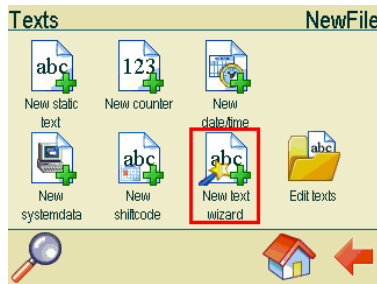 Texts NewFile
abc 123
New static text New counter New date/time
abc abc abc
New systemdata New shiftcode New text wizard Edit texts